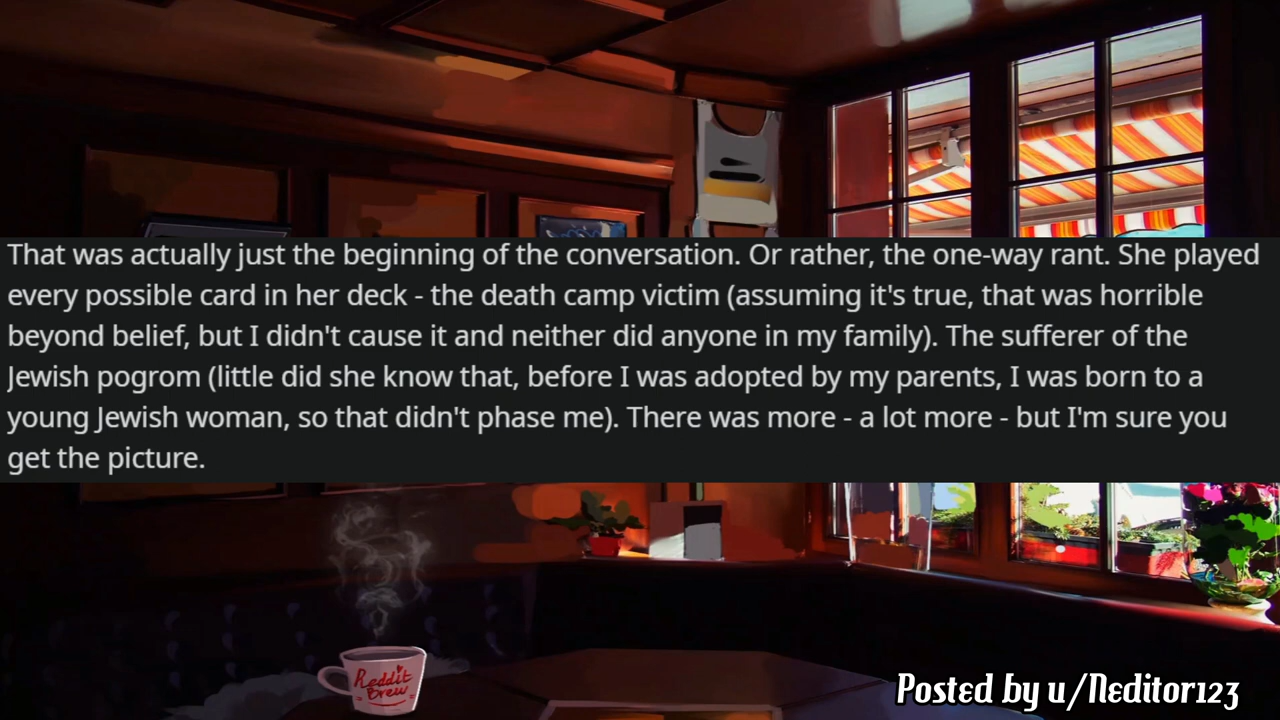 That was actually just the beginning of the conversation. Or rather, the one-way rant. She played
every possible card in her deck - the death camp victim (assuming it's true, that was horrible
beyond belief, but I didn't cause it and neither did anyone in my family). The sufferer of the
Jewish pogrom (little did she know that, before I was adopted by my parents, I was born to a
young Jewish woman, so that didn't phase me). There was more - a lot more - but I'm sure you
get the picture.
Reddit
Brew
Posted by u/Neditor123